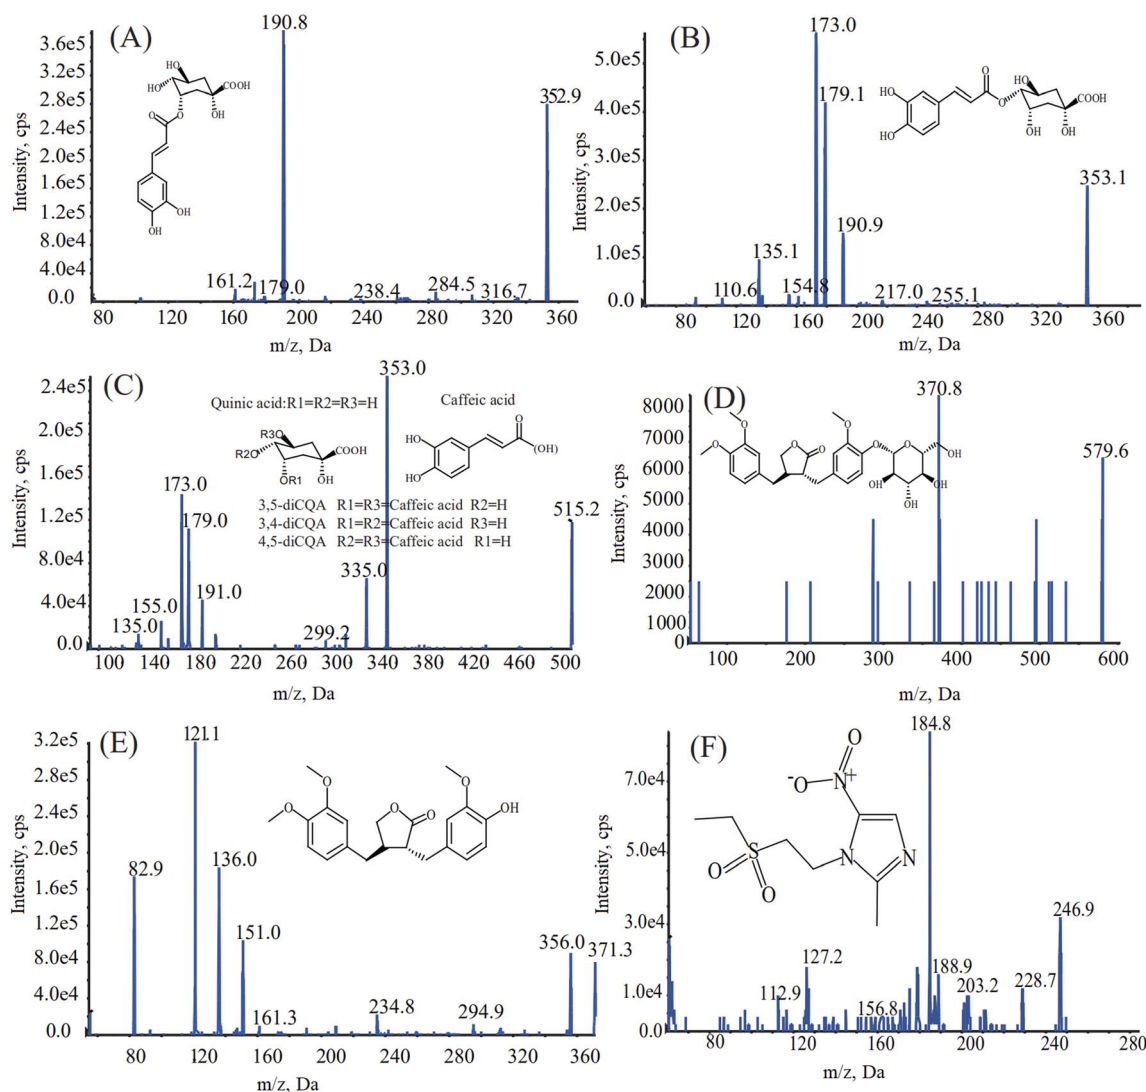 (A)
Intensity, cps
3.6e5
3.2e5
2.8e5
2.4e5
2.0e5
1.6e5
1.2e5
8.0e4
4.0e4
0.0
190.8
352.9
161.2
179.0
238.4
284.5
316.7
HO
HO
COOH
OH
O
O
OH
OH
80 120 160 200 240 280 320 360
m/z, Da
(B)
Intensity, cps
5.0e5
4.0e5
3.0e5
2.0e5
1.0e5
0.0
173.0
179.1
353.1
190.9
135.1
110.6
154.8
217.0
255.1
HO
HO
O
O
HO
COOH
OH
OH
80 120 160 200 240 280 320 360
m/z, Da
(C)
Intensity, cps
2.4e5
2.0e5
1.6e5
1.2e5
8.0e4
4.0e4
0.0
353.0
173.0
179.0
515.2
335.0
191.0
155.0
135.0
299.2
Quinic acid:R1=R2=R3=H
Caffeic acid
R3O
R2O
COOH
OR1
OH
HO
HO
O
(OH)
3,5-diCQA R1=R3=Caffeic acid R2=H
3,4-diCQA R1=R2=Caffeic acid R3=H
4,5-diCQA R2=R3=Caffeic acid R1=H
100 140 180 220 260 300 340 380 420 460 500
m/z, Da
(D)
Intensity, cps
8000
7000
6000
5000
4000
3000
2000
1000
0
370.8
579.6
O
O
O
O
O
O
O
OH
OH
OH
OH
100 200 300 400 500 600
m/z, Da
(E)
Intensity, cps
3.2e5
2.8e5
2.4e5
2.0e5
1.6e5
1.2e5
8.0e4
4.0e4
0.0
121.1
82.9
136.0
151.0
356.0
371.3
161.3
234.8
294.9
O
O
O
O
O
OH
80 120 160 200 240 280 320 360
m/z, Da
(F)
Intensity, cps
7.0e4
5.0e4
3.0e4
1.0e4
0.0
184.8
246.9
127.2
112.9
156.8
188.9
203.2
228.7
O
-O
N+
N
N
S
O
O
80 120 160 200 240 280
m/z, Da